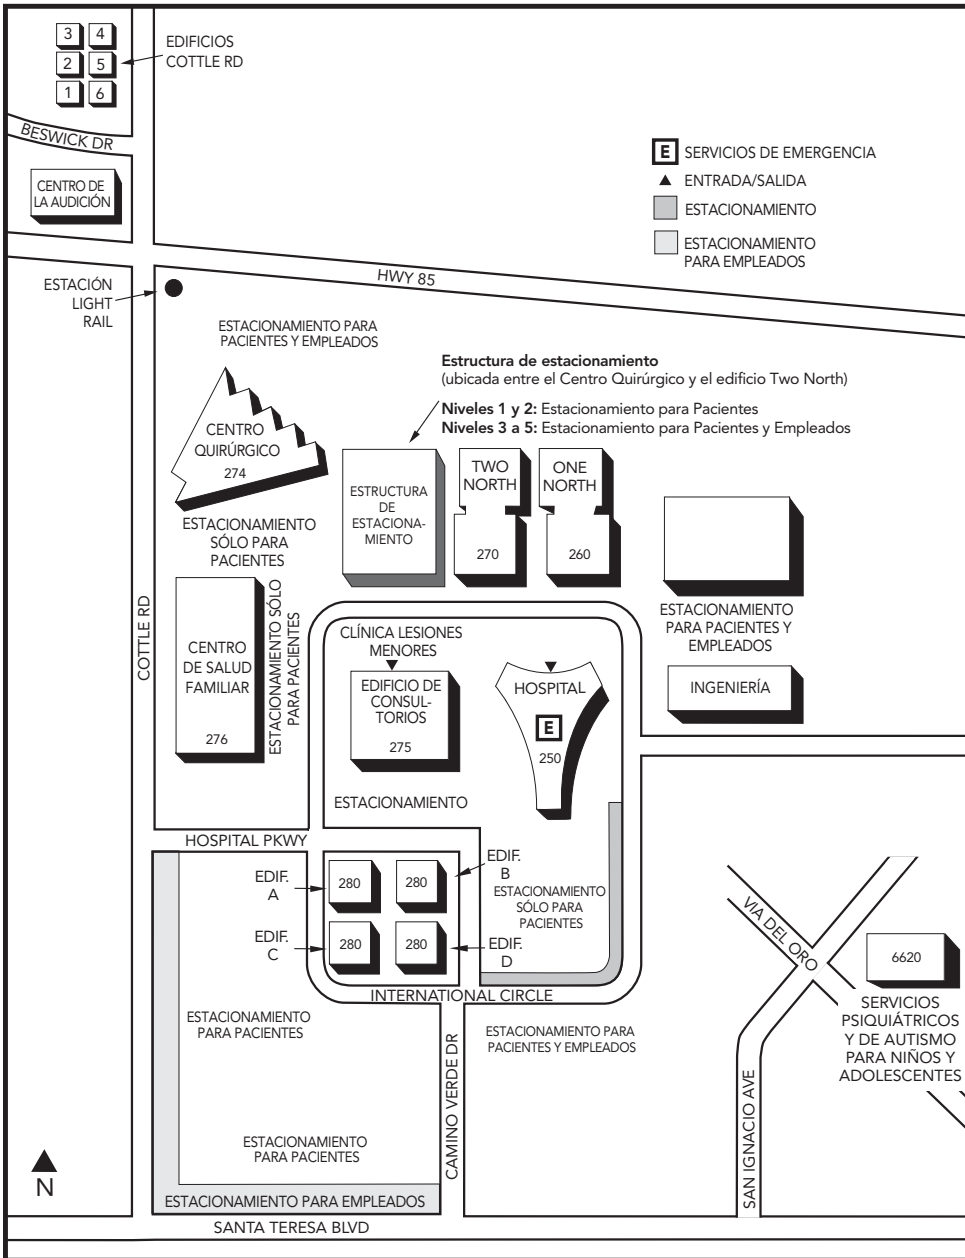 3
4
2
5
1
6
EDIFICIOS
COTTLE RD
BESWICK DR
CENTRO DE
LA AUDICIÓN
E SERVICIOS DE EMERGENCIA
ENTRADA/SALIDA
ESTACIONAMIENTO
ESTACIONAMIENTO
PARA EMPLEADOS
HWY 85
ESTACIÓN
LIGHT
RAIL
ESTACIONAMIENTO PARA
PACIENTES Y EMPLEADOS
Estructura de estacionamiento
(ubicada entre el Centro Quirúrgico y el edificio Two North)
Niveles 1 y 2: Estacionamiento para Pacientes
Niveles 3 a 5: Estacionamiento para Pacientes y Empleados
CENTRO
QUIRÚRGICO
274
ESTRUCTURA
DE
ESTACIONA-
MIENTO
TWO
NORTH
270
ONE
NORTH
260
ESTACIONAMIENTO
SÓLO PARA
PACIENTES
COTTLE RD
CENTRO
DE SALUD
FAMILIAR
276
ESTACIONAMIENTO SÓLO
PARA PACIENTES
CLÍNICA LESIONES
MENORES
EDIFICIO DE
CONSUL-
TORIOS
275
HOSPITAL
E
250
ESTACIONAMIENTO
PARA PACIENTES Y
EMPLEADOS
INGENIERÍA
ESTACIONAMIENTO
HOSPITAL PKWY
EDIF.
A
280
280
EDIF.
B
EDIF.
C
280
280
EDIF.
D
ESTACIONAMIENTO
SÓLO PARA
PACIENTES
INTERNATIONAL CIRCLE
VIA DEL ORO
6620
SERVICIOS
PSIQUIÁTRICOS
Y DE AUTISMO
PARA NIÑOS Y
ADOLESCENTES
ESTACIONAMIENTO
PARA PACIENTES
ESTACIONAMIENTO PARA
PACIENTES Y EMPLEADOS
CAMINO VERDE DR
SAN IGNACIO AVE
ESTACIONAMIENTO
PARA PACIENTES
N
ESTACIONAMIENTO PARA EMPLEADOS
SANTA TERESA BLVD